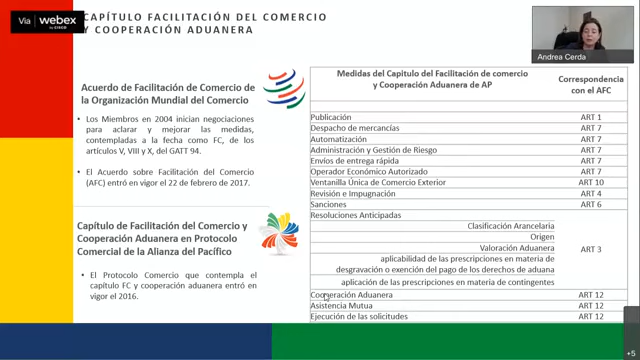 Via webex
by CISCO
CAPÍTULO FACILITACIÓN DEL COMERCIO
Y COOPERACIÓN ADUANERA
Andrea Cerda
Acuerdo de Facilitación de Comercio de
la Organización Mundial del Comercio
• Los Miembros en 2004 inician negociaciones
para aclarar y mejorar las medidas,
contempladas a la fecha como FC, de los
artículos V, VIII y X, del GATT 94.
• El Acuerdo sobre Facilitación del Comercio
(AFC) entró en vigor el 22 de febrero de 2017.
Capítulo de Facilitación del Comercio y
Cooperación Aduanera en Protocolo
Comercial de la Alianza del Pacífico
• El Protocolo Comercio que contempla el
capítulo FC y cooperación aduanera entró en
vigor el 2016.
Medidas del Capitulo del Facilitación de comercio
y Cooperación Aduanera de AP
Correspondencia
con el AFC
Publicación ART 1
Despacho de mercancías ART 7
Automatización ART 7
Administración y Gestión de Riesgo ART 7
Envíos de entrega rápida ART 7
Operador Económico Autorizado ART 7
Ventanilla Única de Comercio Exterior ART 10
Revisión e Impugnación ART 4
Sanciones ART 6
Resoluciones Anticipadas
Clasificación Arancelaria
Origen
Valoración Aduanera
aplicabilidad de las prescripciones en materia de
desgravación o exención del pago de los derechos de aduana
aplicación de las prescripciones en materia de contingentes
ART 3
Cooperación Aduanera ART 12
Asistencia Mutua ART 12
Ejecución de las solicitudes ART 12
+5